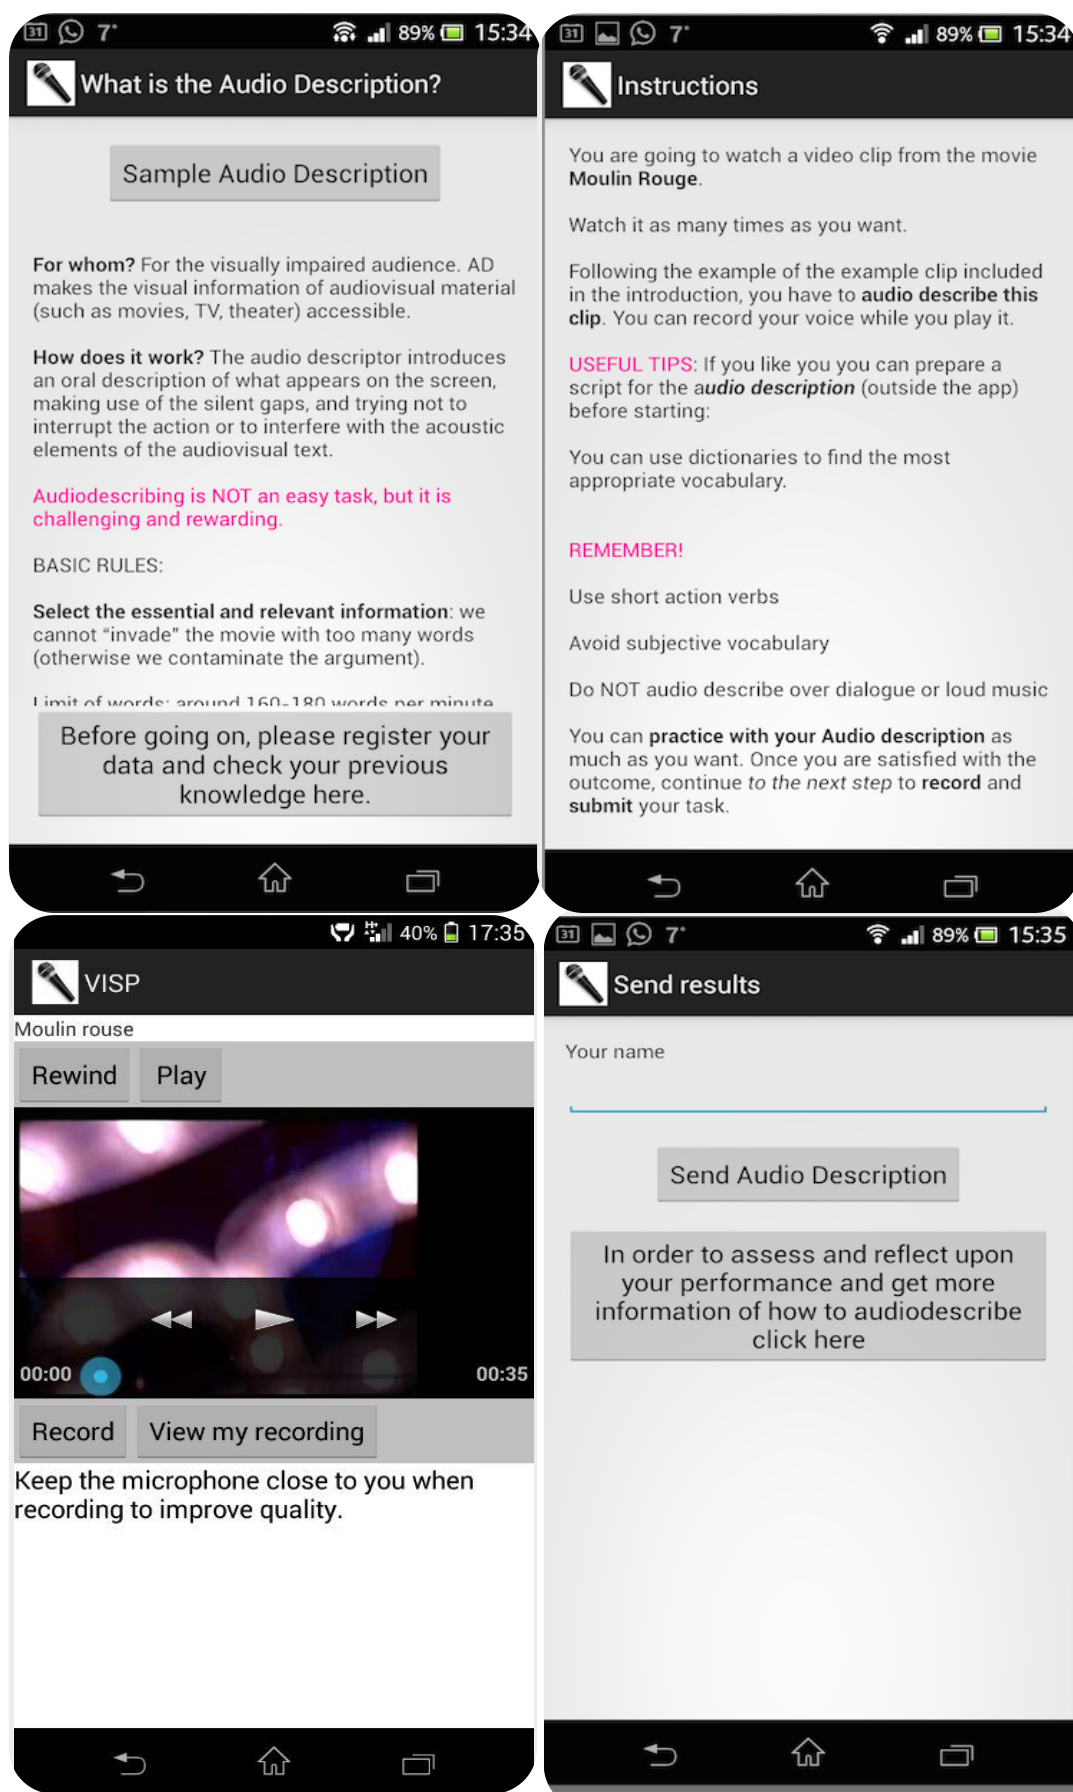 31 7° 89% 15:34
What is the Audio Description?
Sample Audio Description
For whom? For the visually impaired audience. AD
makes the visual information of audiovisual material
(such as movies, TV, theater) accessible.
How does it work? The audio descriptor introduces
an oral description of what appears on the screen,
making use of the silent gaps, and trying not to
interrupt the action or to interfere with the acoustic
elements of the audiovisual text.
Audiodescribing is NOT an easy task, but it is
challenging and rewarding.
BASIC RULES:
Select the essential and relevant information: we
cannot “invade” the movie with too many words
(otherwise we contaminate the argument).
Limit of words: around 160-180 words per minute
Before going on, please register your
data and check your previous
knowledge here.
31 7° 89% 15:34
Instructions
You are going to watch a video clip from the movie
Moulin Rouge.
Watch it as many times as you want.
Following the example of the example clip included
in the introduction, you have to audio describe this
clip. You can record your voice while you play it.
USEFUL TIPS: If you like you you can prepare a
script for the audio description (outside the app)
before starting:
You can use dictionaries to find the most
appropriate vocabulary.
REMEMBER!
Use short action verbs
Avoid subjective vocabulary
Do NOT audio describe over dialogue or loud music
You can practice with your Audio description as
much as you want. Once you are satisfied with the
outcome, continue to the next step to record and
submit your task.
H 40% 17:35
VISP
Moulin rouse
Rewind Play
00:00 00:35
Record View my recording
Keep the microphone close to you when
recording to improve quality.
31 7° 89% 15:35
Send results
Your name
Send Audio Description
In order to assess and reflect upon
your performance and get more
information of how to audiodescribe
click here